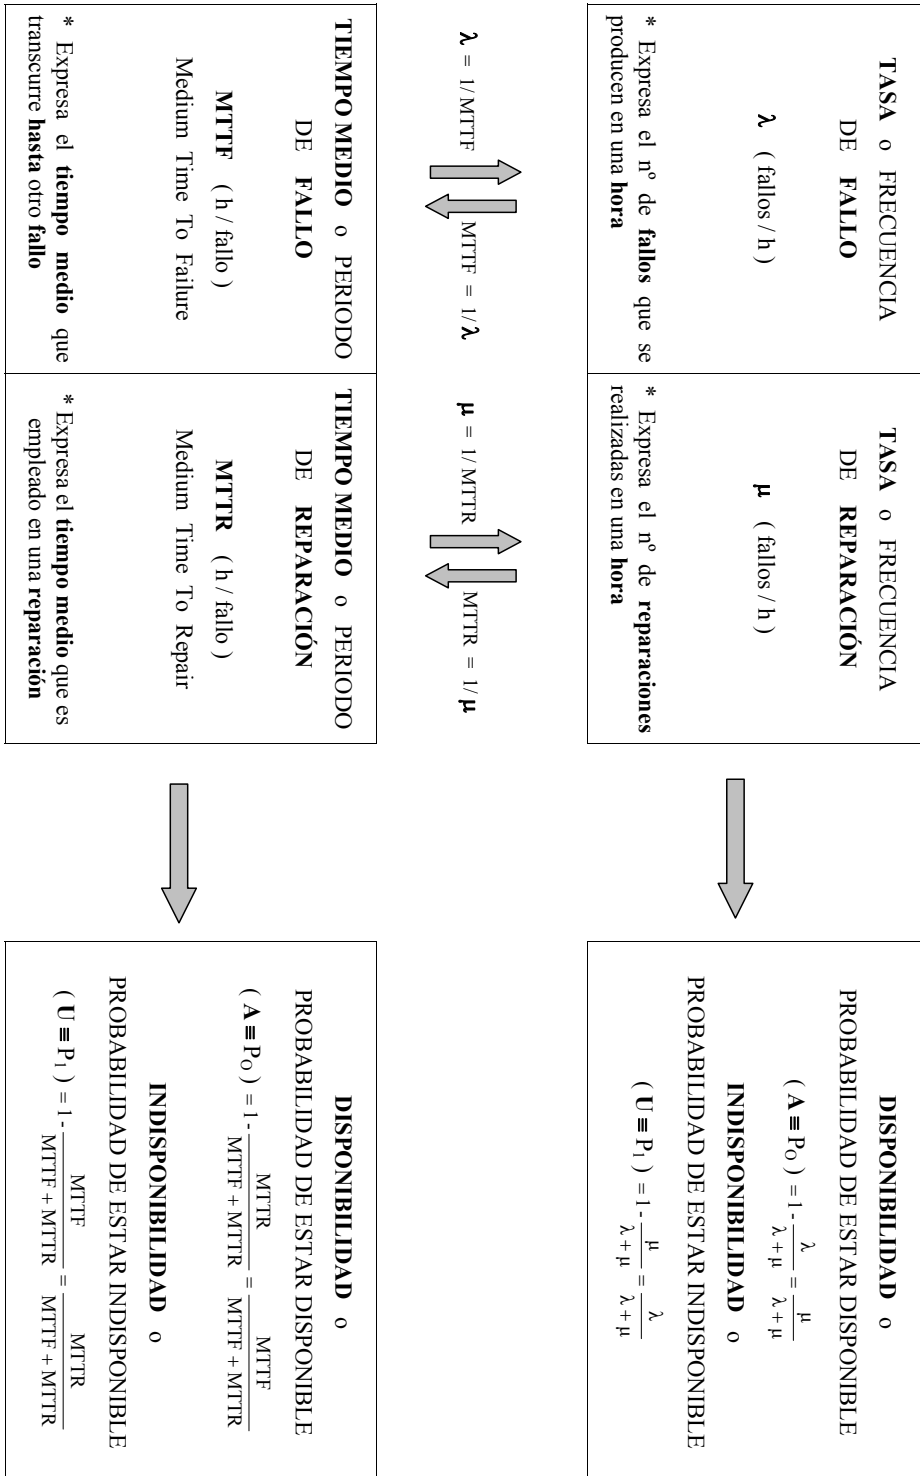 TASA o FRECUENCIA
DE FALLO
λ ( fallos / h )
* Expresa el nº de fallos que se
producen en una hora
TASA o FRECUENCIA
DE REPARACIÓN
μ ( fallos / h )
* Expresa el nº de reparaciones
realizadas en una hora
DISPONIBILIDAD o
PROBABILIDAD DE ESTAR DISPONIBLE
( A ≡ P₀ ) = 1 - λ / λ + μ = μ / λ + μ
INDISPONIBILIDAD o
PROBABILIDAD DE ESTAR INDISPONIBLE
( U ≡ P₁ ) = 1 - μ / λ + μ = λ / λ + μ
λ = 1/ MTTF
MTTF = 1/ λ
μ = 1/ MTTR
MTTR = 1/ μ
TIEMPO MEDIO o PERIODO
DE FALLO
MTTF ( h / fallo )
Medium Time To Failure
* Expresa el tiempo medio que
transcurre hasta otro fallo
TIEMPO MEDIO o PERIODO
DE REPARACIÓN
MTTR ( h / fallo )
Medium Time To Repair
* Expresa el tiempo medio que es
empleado en una reparación
DISPONIBILIDAD o
PROBABILIDAD DE ESTAR DISPONIBLE
( A ≡ P₀ ) = 1 - MTTR / MTTF + MTTR = MTTF / MTTF + MTTR
INDISPONIBILIDAD o
PROBABILIDAD DE ESTAR INDISPONIBLE
( U ≡ P₁ ) = 1 - MTTF / MTTF + MTTR = MTTR / MTTF + MTTR